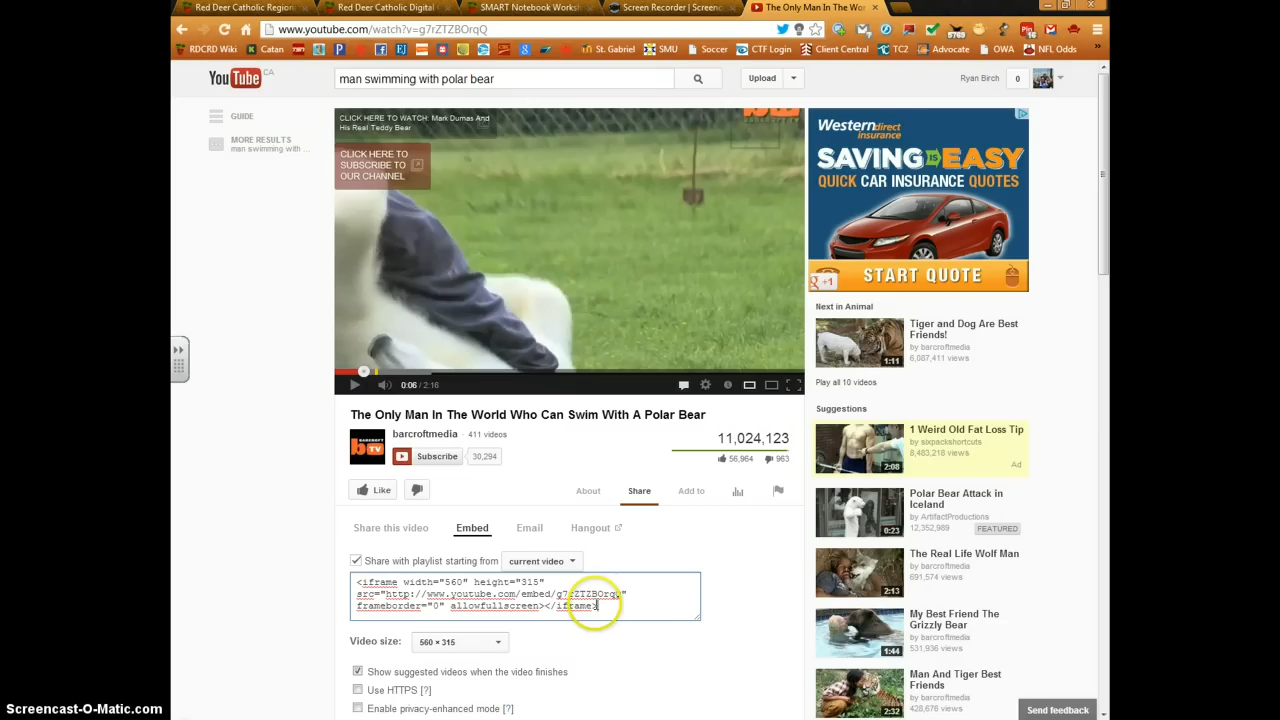 Red Deer Catholic Region
Red Deer Catholic Digital
SMART Notebook Worksh
Screen Recorder | Screenc
The Only Man In The Wor
www.youtube.com/watch?v=g7rZTZBOrqQ
5769
16
RDCRD Wiki
Catan
St. Gabriel
SMU
Soccer
CTF Login
Client Central
TC2
Advocate
OWA
NFL Odds
YouTube CA
man swimming with polar bear
Upload
Ryan Birch
0
GUIDE
MORE RESULTS
man swimming with ...
CLICK HERE TO WATCH: Mark Dumas And
His Real Teddy Bear
CLICK HERE TO
SUBSCRIBE TO
OUR CHANNEL
0:06 / 2:16
Western direct
insurance
SAVING IS EASY
QUICK CAR INSURANCE QUOTES
START QUOTE
g +1
Next in Animal
Tiger and Dog Are Best
Friends!
by barcroftmedia
6,087,411 views
1:11
Play all 10 videos
Suggestions
1 Weird Old Fat Loss Tip
by sixpackshortcuts
8,483,218 views
Ad
2:08
Polar Bear Attack in
Iceland
by ArtifactProductions
12,352,989
FEATURED
0:23
The Real Life Wolf Man
691,574 views
2:13
My Best Friend The
Grizzly Bear
531,936 views
1:44
Man And Tiger Best
Friends
by barcroftmedia
428,676 views
2:32
The Only Man In The World Who Can Swim With A Polar Bear
BARCROFT
TV
barcroftmedia · 411 videos
Subscribe 30,294
11,024,123
56,964 963
Like
About
Share
Add to
Share this video
Embed
Email
Hangout
Share with playlist starting from current video
<iframe width="560" height="315"
src="http://www.youtube.com/embed/g7rZTZBOrqQ"
frameborder="0" allowfullscreen></iframe>
Video size: 560 × 315
Show suggested videos when the video finishes
Use HTTPS [?]
Enable privacy-enhanced mode [?]
Send feedback
Screencast-O-Matic.com